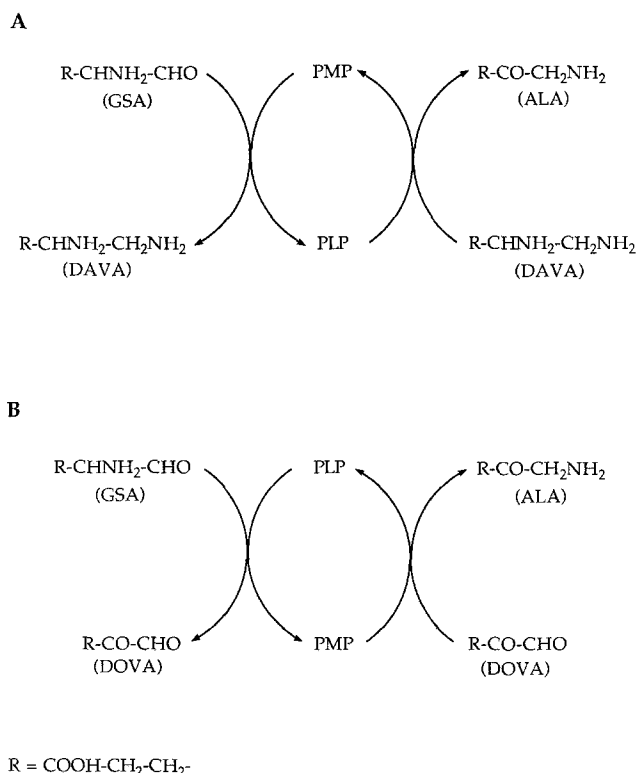 A
R-CHNH₂-CHO PMP R-CO-CH₂NH₂
(GSA) (ALA)
R-CHNH₂-CH₂NH₂ PLP R-CHNH₂-CH₂NH₂
(DAVA) (DAVA)
B
R-CHNH₂-CHO PLP R-CO-CH₂NH₂
(GSA) (ALA)
R-CO-CHO PMP R-CO-CHO
(DOVA) (DOVA)
R = COOH-CH₂-CH₂-